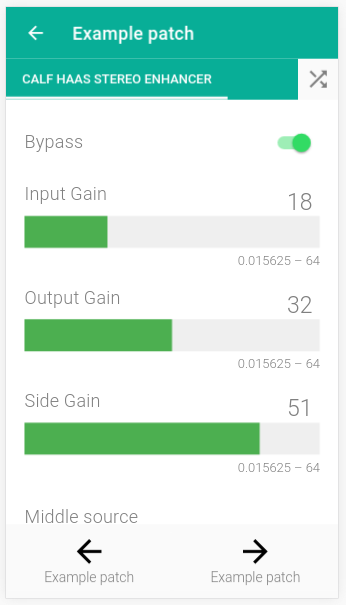 Example patch
CALF HAAS STEREO ENHANCER
Bypass
Input Gain
18
0.015625 – 64
Output Gain
32
0.015625 – 64
Side Gain
51
0.015625 – 64
Middle source
Example patch
Example patch